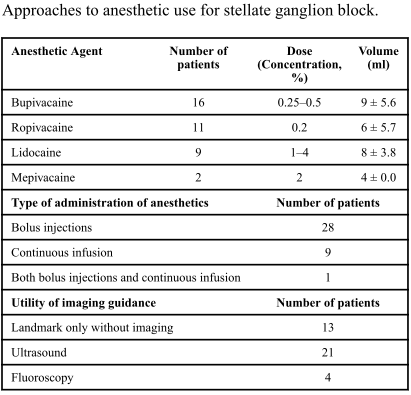 Approaches to anesthetic use for stellate ganglion block.
Anesthetic Agent Number of patients Dose (Concentration, %) Volume (ml)
Bupivacaine 16 0.25–0.5 9 ± 5.6
Ropivacaine 11 0.2 6 ± 5.7
Lidocaine 9 1–4 8 ± 3.8
Mepivacaine 2 2 4 ± 0.0
Type of administration of anesthetics Number of patients
Bolus injections 28
Continuous infusion 9
Both bolus injections and continuous infusion 1
Utility of imaging guidance Number of patients
Landmark only without imaging 13
Ultrasound 21
Fluoroscopy 4